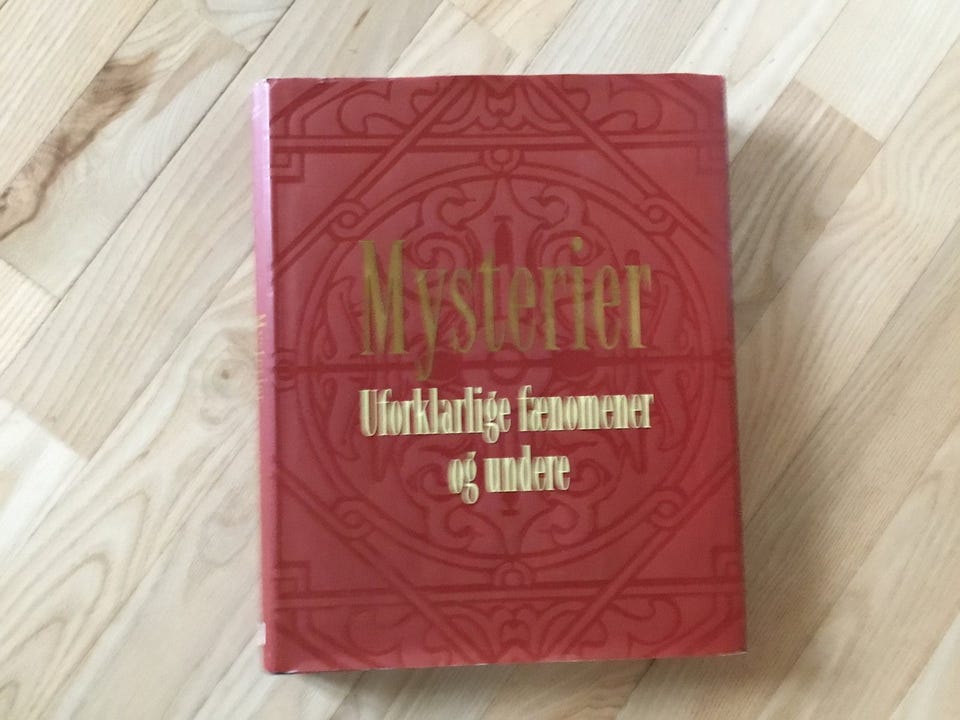 Mysterier
Uforklarlige fænomener
og undere